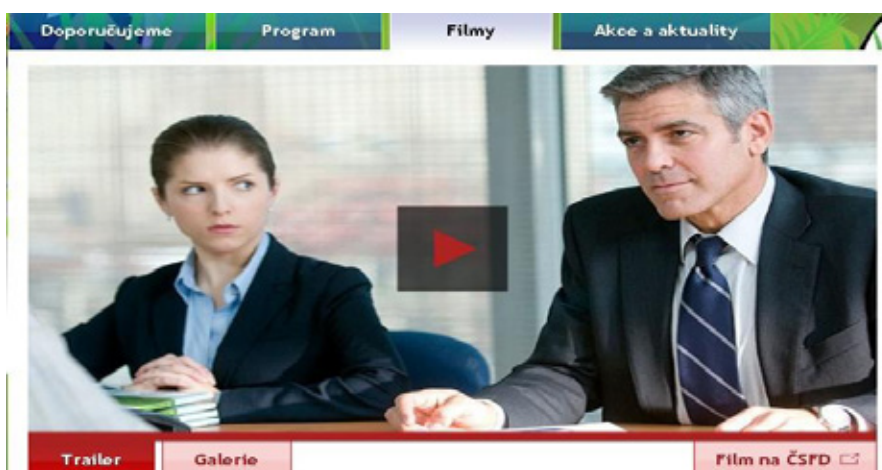 Doporučujeme Program Filmy Akce a aktuality
Trailer Galerie Film na ČSFD